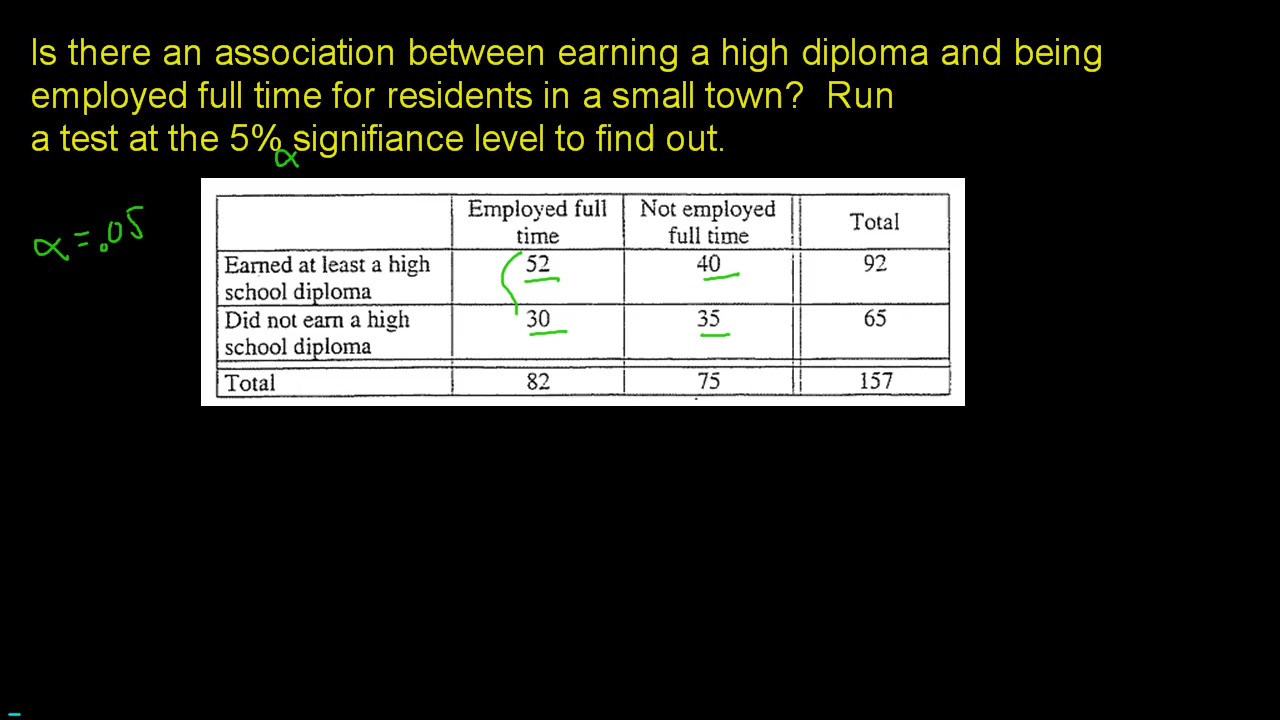 Is there an association between earning a high diploma and being
employed full time for residents in a small town? Run
a test at the 5% signifiance level to find out.
α
α = .05
Employed full time Not employed full time Total
Earned at least a high school diploma 52 40 92
Did not earn a high school diploma 30 35 65
Total 82 75 157